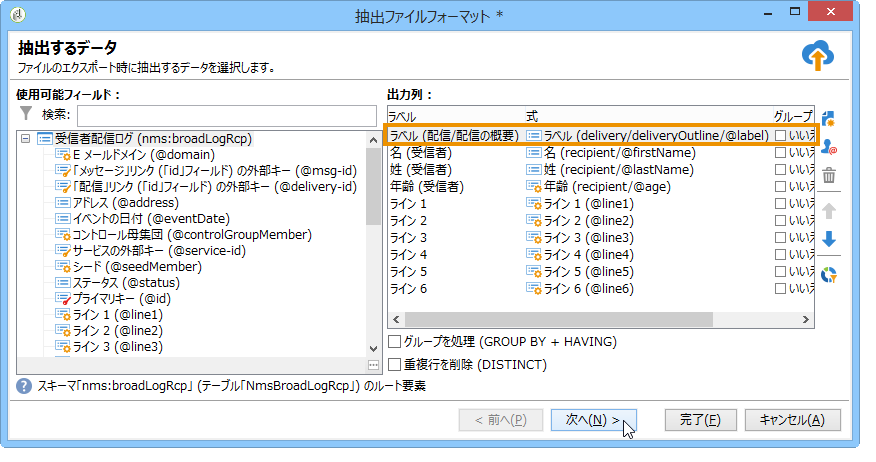 抽出ファイルフォーマット *
抽出するデータ
ファイルのエクスポート時に抽出するデータを選択します。
使用可能フィールド：
検索:
受信者配信ログ (nms:broadLogRcp)
E メールドメイン (@domain)
「メッセージ」リンク (「id」フィールド) の外部キー (@msg-id)
「配信」リンク (「id」フィールド) の外部キー (@delivery-id)
アドレス (@address)
イベントの日付 (@eventDate)
コントロール母集団 (@controlGroupMember)
サービスの外部キー (@service-id)
シード (@seedMember)
ステータス (@status)
プライマリキー (@id)
ライン 1 (@line1)
ライン 2 (@line2)
ライン 3 (@line3)
出力列：
ラベル 式 グループ
ラベル (配信/配信の概要) ラベル (delivery/deliveryOutline/@label) いいえ
名 (受信者) 名 (recipient/@firstName) いいえ
姓 (受信者) 姓 (recipient/@lastName) いいえ
年齢 (受信者) 年齢 (recipient/@age) いいえ
ライン 1 ライン 1 (@line1) いいえ
ライン 2 ライン 2 (@line2) いいえ
ライン 3 ライン 3 (@line3) いいえ
ライン 4 ライン 4 (@line4) いいえ
ライン 5 ライン 5 (@line5) いいえ
ライン 6 ライン 6 (@line6) いいえ
グループを処理 (GROUP BY + HAVING)
重複行を削除 (DISTINCT)
スキーマ「nms:broadLogRcp」 (テーブル「NmsBroadLogRcp」) のルート要素
< 前へ(P) 次へ(N) > 完了(F) キャンセル(A)